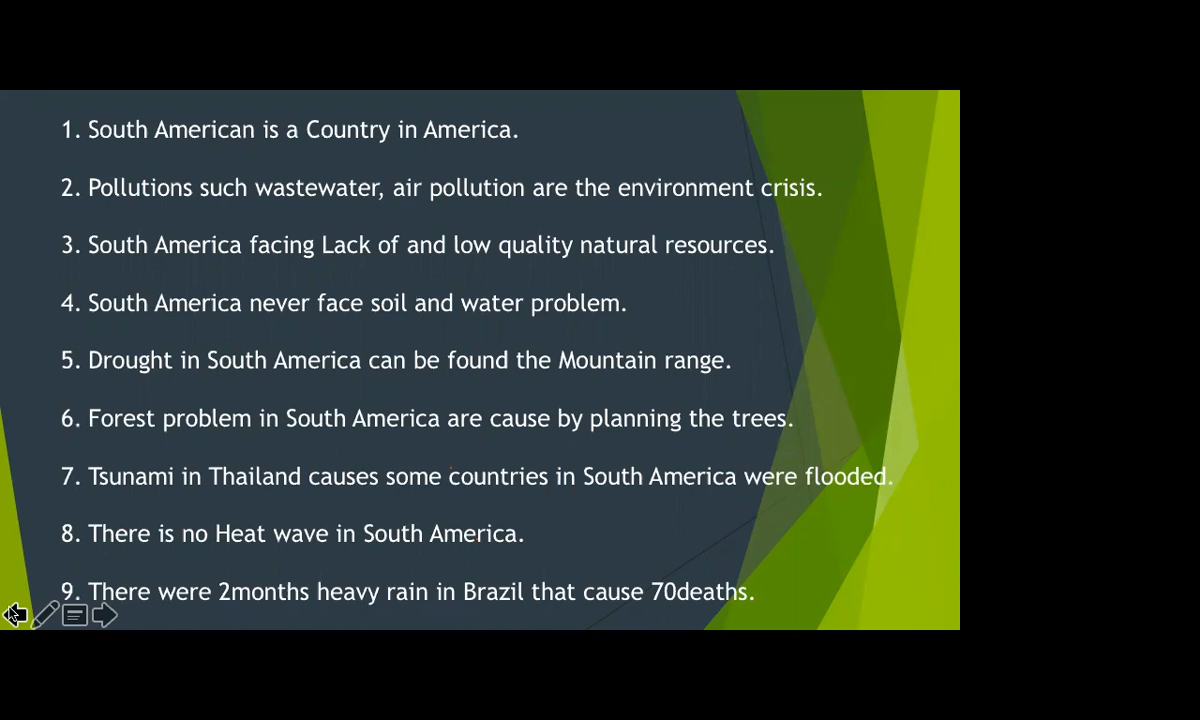 1. South American is a Country in America.
2. Pollutions such wastewater, air pollution are the environment crisis.
3. South America facing Lack of and low quality natural resources.
4. South America never face soil and water problem.
5. Drought in South America can be found the Mountain range.
6. Forest problem in South America are cause by planning the trees.
7. Tsunami in Thailand causes some countries in South America were flooded.
8. There is no Heat wave in South America.
9. There were 2months heavy rain in Brazil that cause 70deaths.